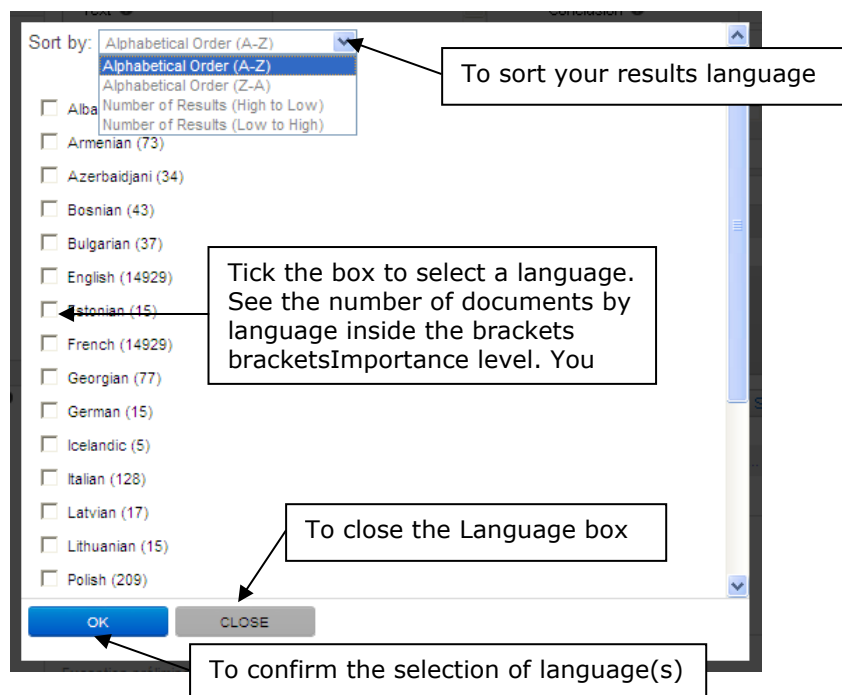 Text
Conclusion
Sort by: Alphabetical Order (A-Z)
To sort your results language
Alphabetical Order (A-Z)
Alphabetical Order (Z-A)
Number of Results (High to Low)
Number of Results (Low to High)
Alba
Armenian (73)
Azerbaidjani (34)
Bosnian (43)
Bulgarian (37)
English (14929)
Estonian (15)
French (14929)
Georgian (77)
German (15)
Icelandic (5)
Italian (128)
Latvian (17)
Lithuanian (15)
Polish (209)
Tick the box to select a language.
See the number of documents by
language inside the brackets
bracketsImportance level. You
To close the Language box
OK
CLOSE
To confirm the selection of language(s)